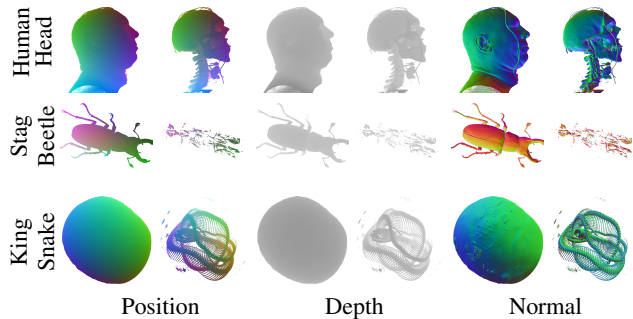 Human
Head
Stag
Beetle
King
Snake
Position Depth Normal